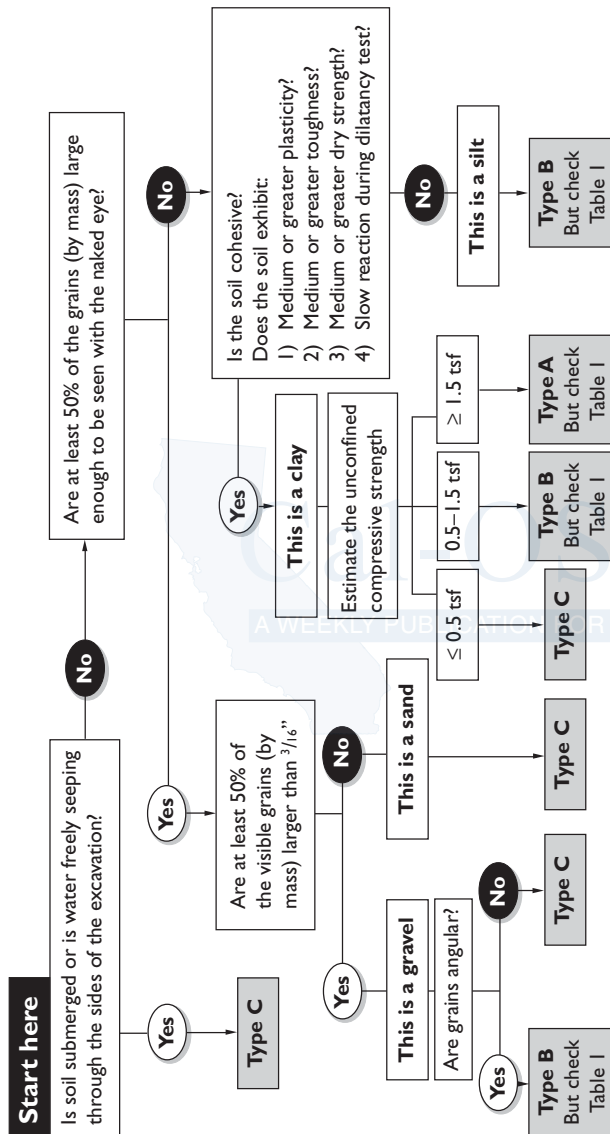 Start here
Is soil submerged or is water freely seeping
through the sides of the excavation?
Yes
Type C
No
Are at least 50% of the grains (by mass) large
enough to be seen with the naked eye?
Yes
Are at least 50% of
the visible grains (by
mass) larger than 3/16”
Yes
This is a gravel
Are grains angular?
Yes
Type B
But check
Table 1
No
Type C
No
This is a sand
Type C
No
Is the soil cohesive?
Does the soil exhibit:
1) Medium or greater plasticity?
2) Medium or greater toughness?
3) Medium or greater dry strength?
4) Slow reaction during dilatancy test?
Yes
This is a clay
Estimate the unconfined
compressive strength
≤ 0.5 tsf
Type C
0.5–1.5 tsf
Type B
But check
Table 1
≥ 1.5 tsf
Type A
But check
Table 1
No
This is a silt
Type B
But check
Table 1
Cal-OS
A WEEKLY PUBLICATION FOR